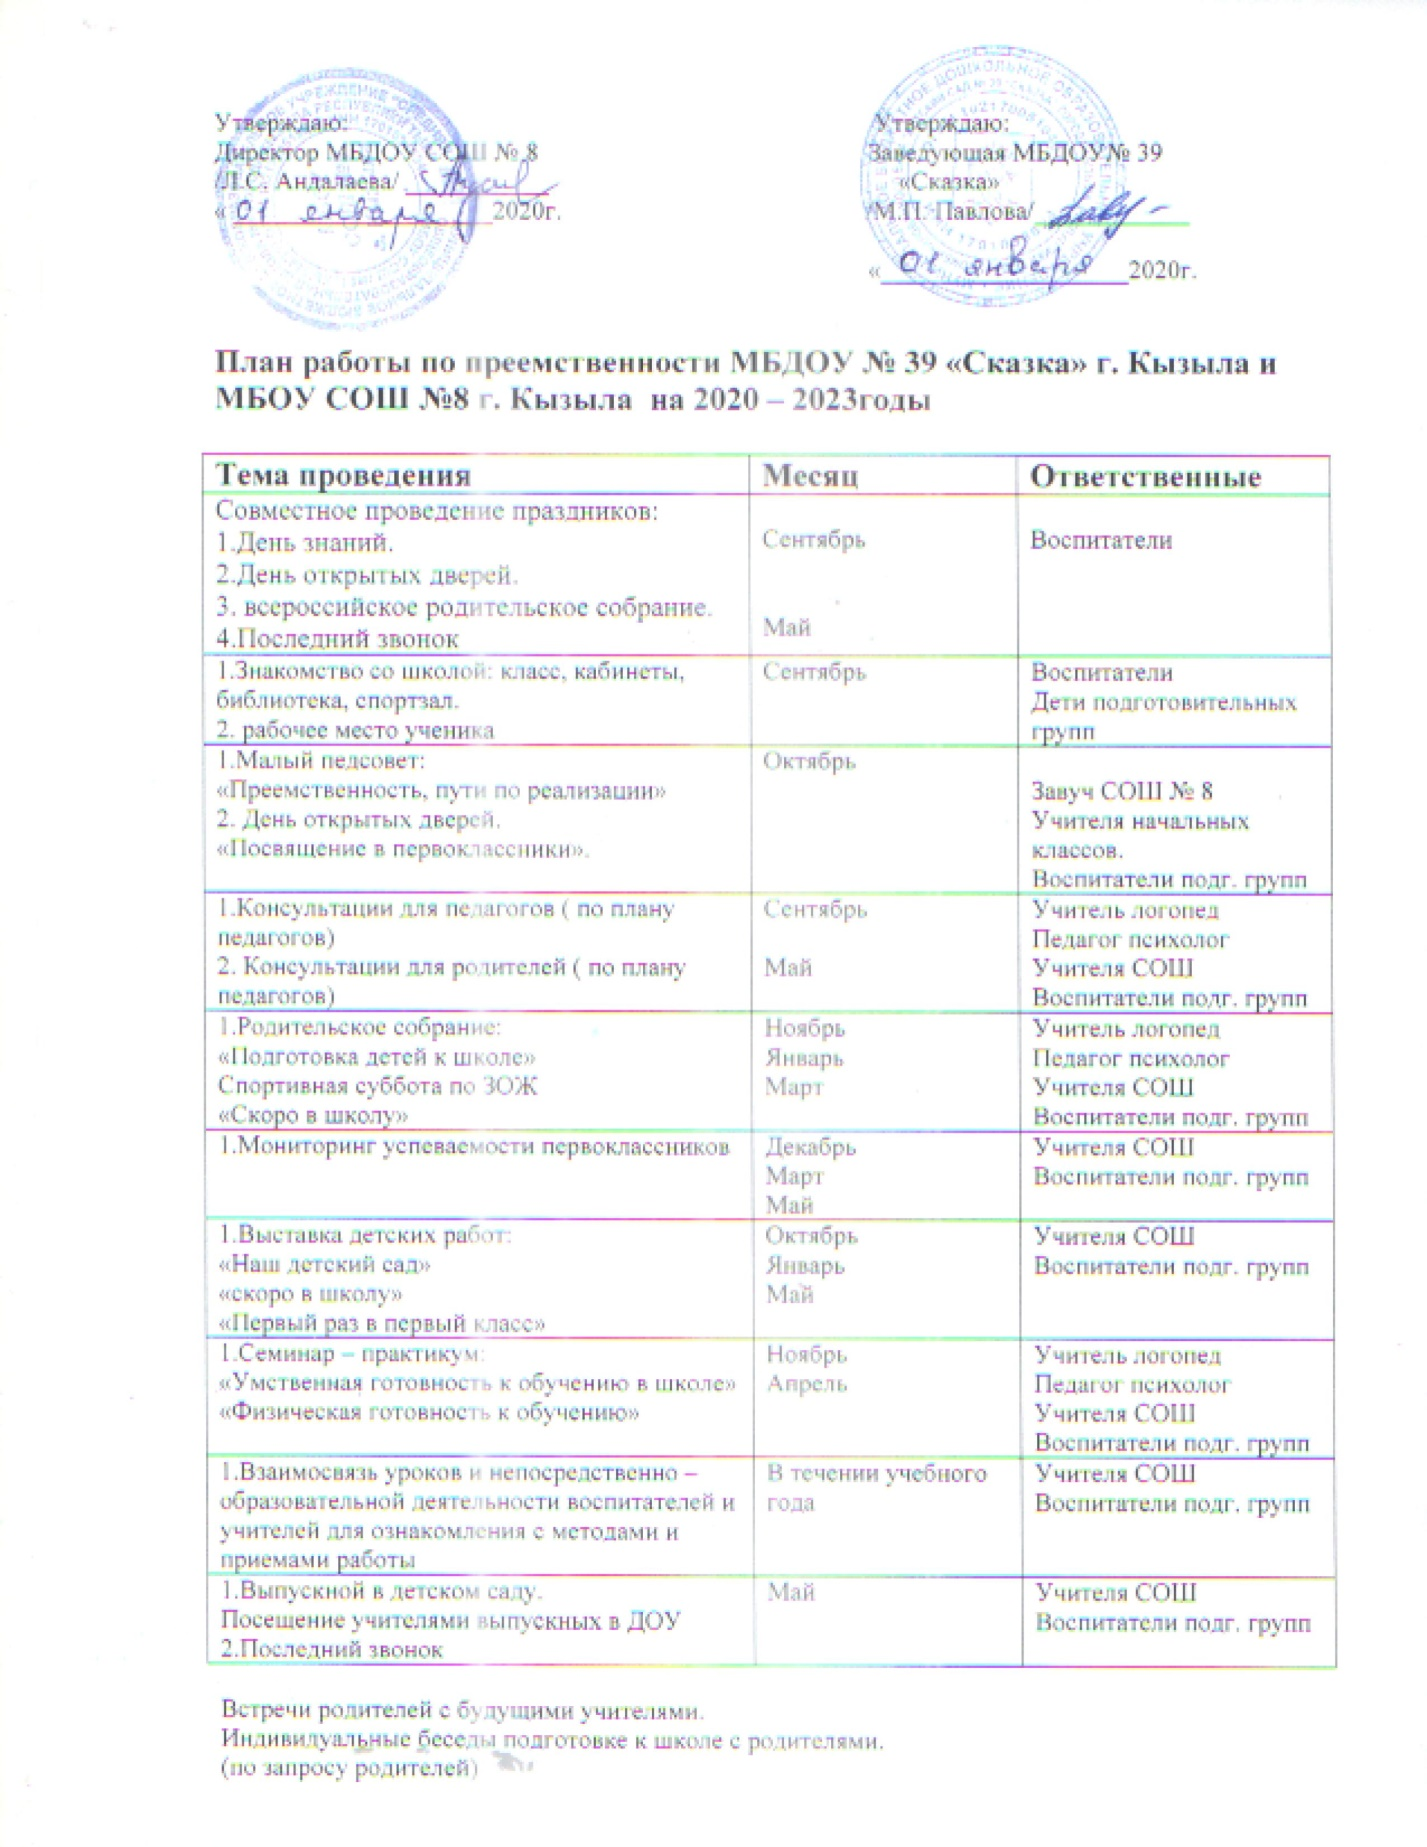 Утверждаю:
Директор МБДОУ СОШ № 8
/Л.С. Андалаева/
« 01 января 2020г.
Утверждаю:
Заведующая МБДОУ№ 39
«Сказка»
/М.П. Павлова/
« 01 января 2020г.
План работы по преемственности МБДОУ № 39 «Сказка» г. Кызыла и
МБОУ СОШ №8 г. Кызыла на 2020 – 2023годы
Тема проведения Месяц Ответственные
Совместное проведение праздников:
1.День знаний.
2.День открытых дверей.
3. всероссийское родительское собрание.
4.Последний звонок
Сентябрь
Май
Воспитатели
1.Знакомство со школой: класс, кабинеты,
библиотека, спортзал.
2. рабочее место ученика
Сентябрь
Воспитатели
Дети подготовительных
групп
1.Малый педсовет:
«Преемственность, пути по реализации»
2. День открытых дверей.
«Посвящение в первоклассники».
Октябрь
Завуч СОШ № 8
Учителя начальных
классов.
Воспитатели подг. групп
1.Консультации для педагогов ( по плану
педагогов)
2. Консультации для родителей ( по плану
педагогов)
Сентябрь
Май
Учитель логопед
Педагог психолог
Учителя СОШ
Воспитатели подг. групп
1.Родительское собрание:
«Подготовка детей к школе»
Спортивная суббота по ЗОЖ
«Скоро в школу»
Ноябрь
Январь
Март
Учитель логопед
Педагог психолог
Учителя СОШ
Воспитатели подг. групп
1.Мониторинг успеваемости первоклассников
Декабрь
Март
Май
Учителя СОШ
Воспитатели подг. групп
1.Выставка детских работ:
«Наш детский сад»
«скоро в школу»
«Первый раз в первый класс»
Октябрь
Январь
Май
Учителя СОШ
Воспитатели подг. групп
1.Семинар – практикум:
«Умственная готовность к обучению в школе»
«Физическая готовность к обучению»
Ноябрь
Апрель
Учитель логопед
Педагог психолог
Учителя СОШ
Воспитатели подг. групп
1.Взаимосвязь уроков и непосредственно –
образовательной деятельности воспитателей и
учителей для ознакомления с методами и
приемами работы
В течении учебного
года
Учителя СОШ
Воспитатели подг. групп
1.Выпускной в детском саду.
Посещение учителями выпускных в ДОУ
2.Последний звонок
Май
Учителя СОШ
Воспитатели подг. групп
Встречи родителей с будущими учителями.
Индивидуальные беседы подготовке к школе с родителями.
(по запросу родителей)